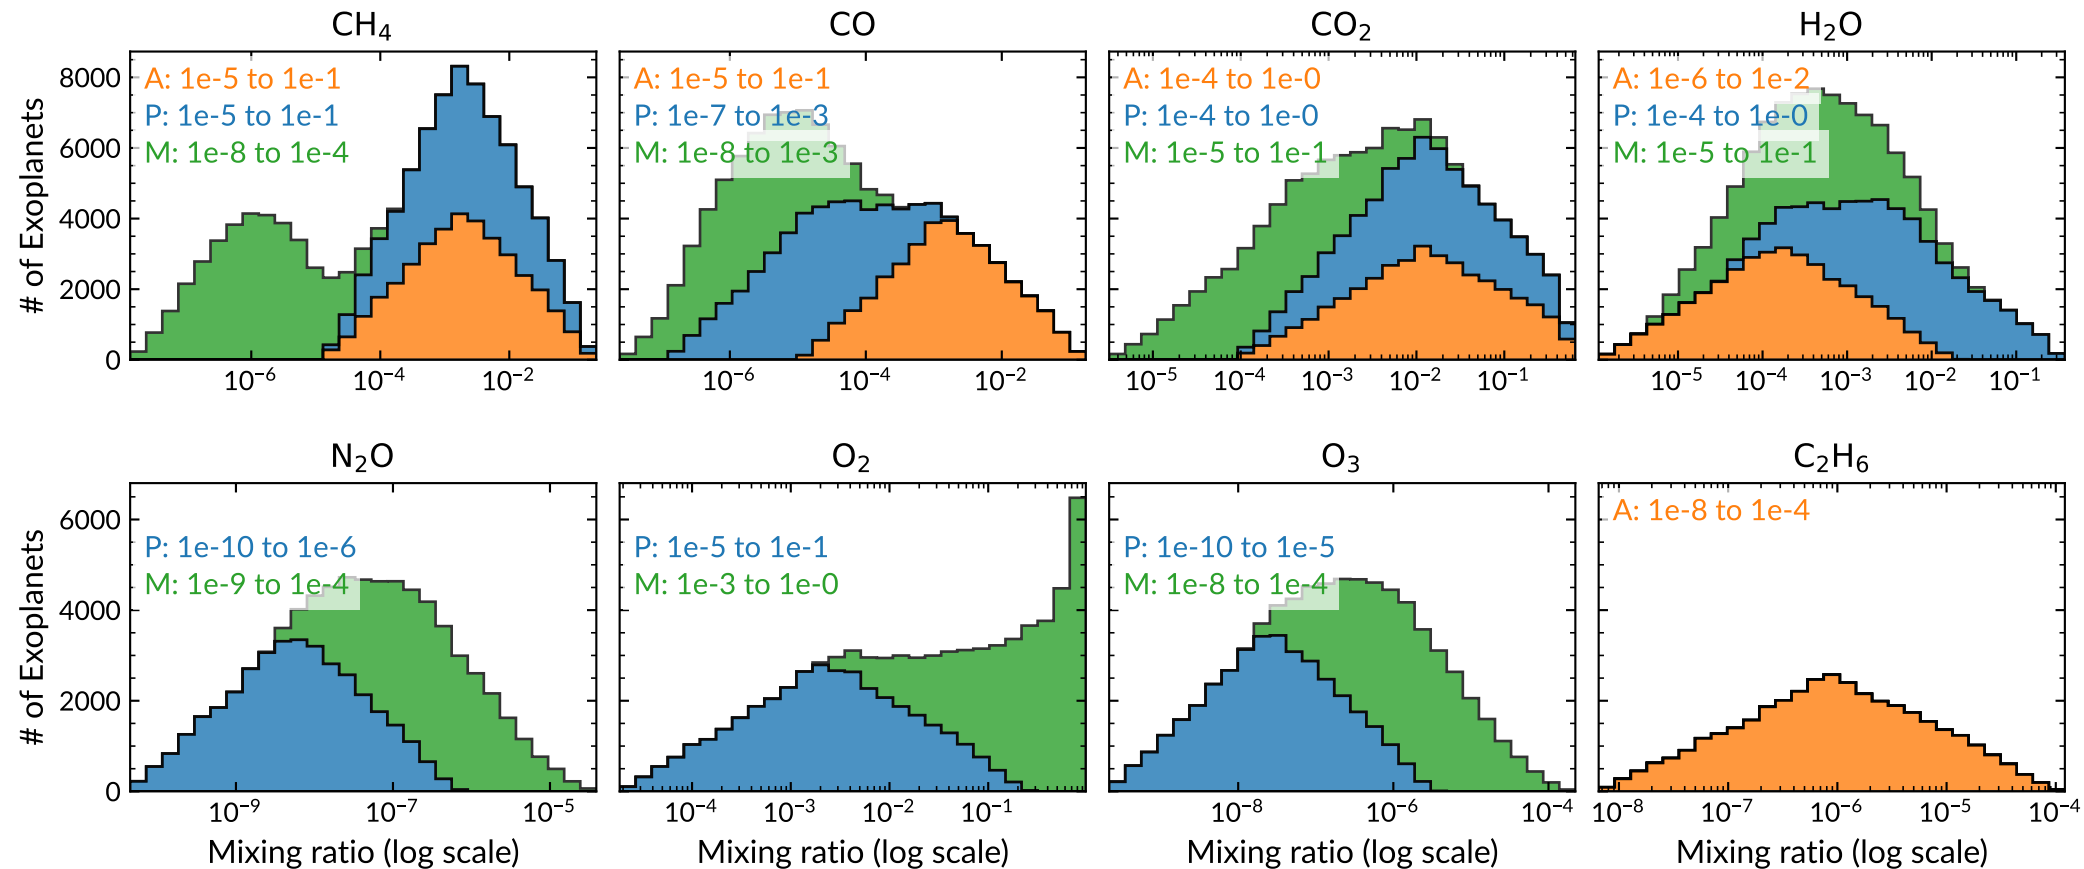 CH₄
CO
CO₂
H₂O
# of Exoplanets
8000
6000
4000
2000
0
A: 1e-5 to 1e-1
P: 1e-5 to 1e-1
M: 1e-8 to 1e-4
10⁻⁶ 10⁻⁴ 10⁻²
A: 1e-5 to 1e-1
P: 1e-7 to 1e-3
M: 1e-8 to 1e-3
10⁻⁶ 10⁻⁴ 10⁻²
A: 1e-4 to 1e-0
P: 1e-4 to 1e-0
M: 1e-5 to 1e-1
10⁻⁵ 10⁻⁴ 10⁻³ 10⁻² 10⁻¹
A: 1e-6 to 1e-2
P: 1e-4 to 1e-0
M: 1e-5 to 1e-1
10⁻⁵ 10⁻⁴ 10⁻³ 10⁻² 10⁻¹
N₂O
O₂
O₃
C₂H₆
# of Exoplanets
6000
4000
2000
0
P: 1e-10 to 1e-6
M: 1e-9 to 1e-4
10⁻⁹ 10⁻⁷ 10⁻⁵
Mixing ratio (log scale)
P: 1e-5 to 1e-1
M: 1e-3 to 1e-0
10⁻⁴ 10⁻³ 10⁻² 10⁻¹
Mixing ratio (log scale)
P: 1e-10 to 1e-5
M: 1e-8 to 1e-4
10⁻⁸ 10⁻⁶ 10⁻⁴
Mixing ratio (log scale)
A: 1e-8 to 1e-4
10⁻⁸ 10⁻⁷ 10⁻⁶ 10⁻⁵ 10⁻⁴
Mixing ratio (log scale)